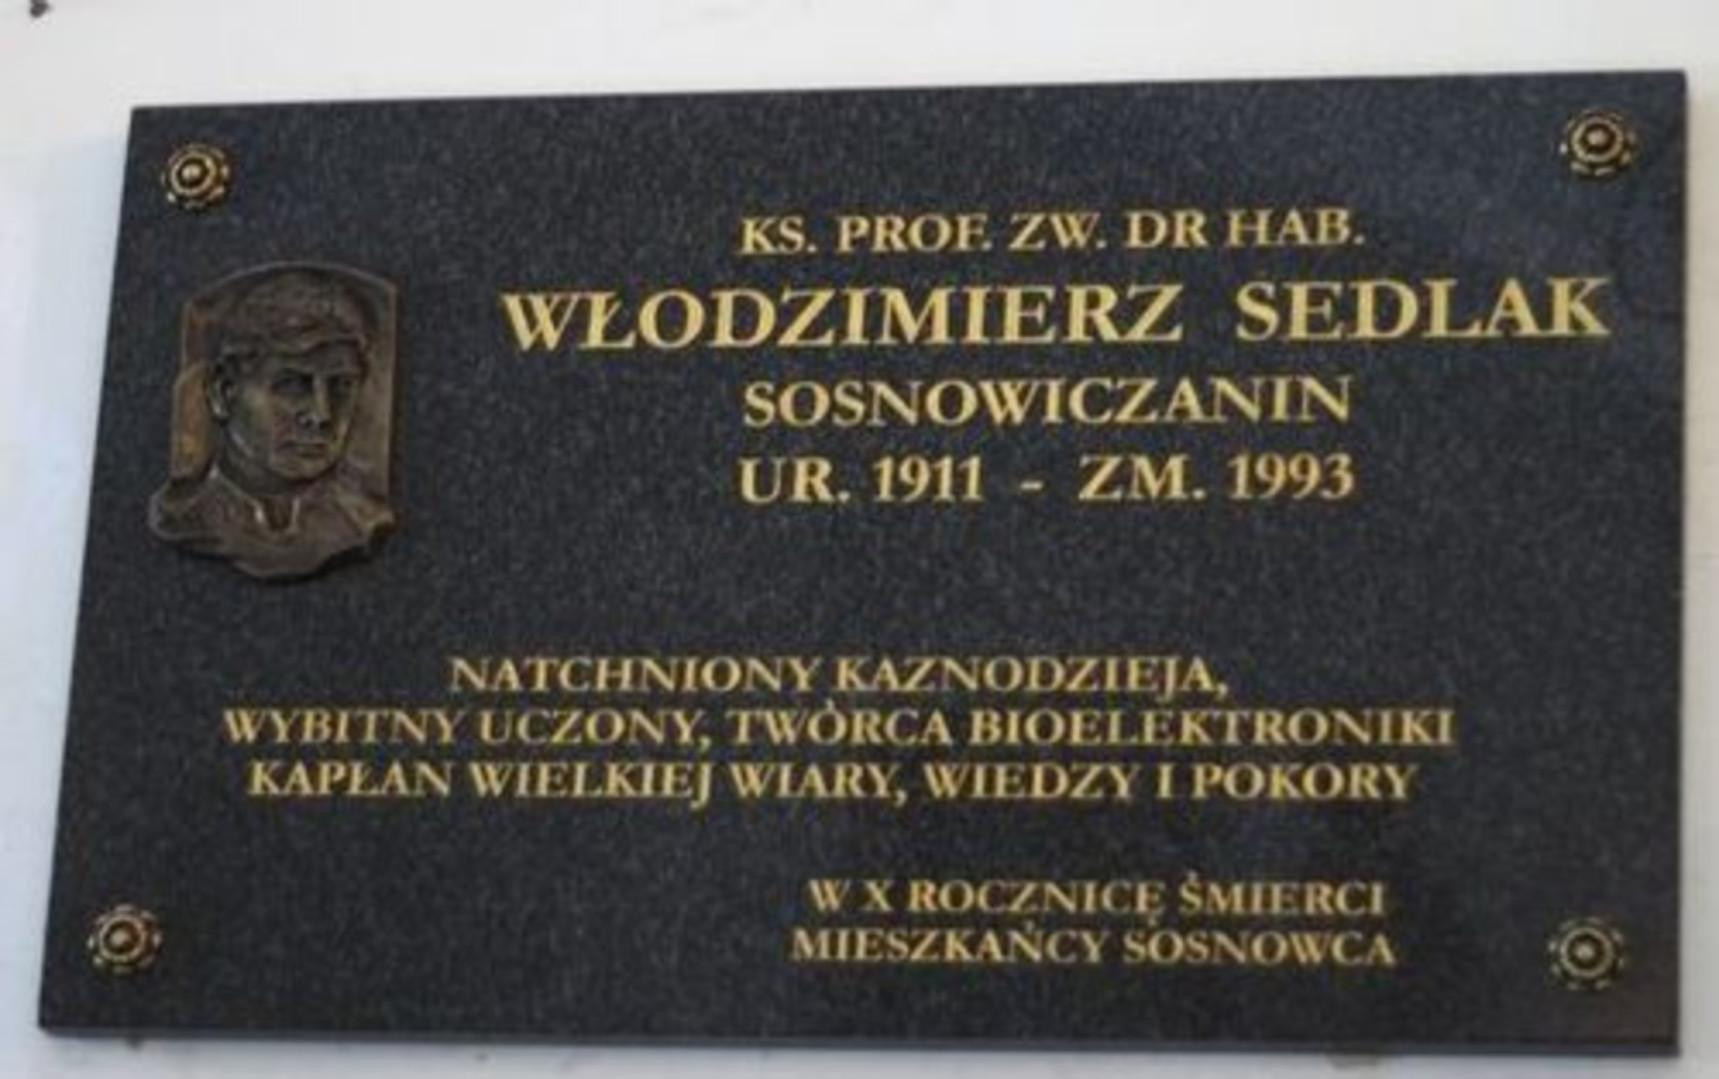 KS. PROF. ZW. DR HAB.
WŁODZIMIERZ SEDLAK
SOSNOWICZANIN
UR. 1911 - ZM. 1993
NATCHNIONY KAZNODZIEJA,
WYBITNY UCZONY, TWÓRCA BIOELEKTRONIKI
KAPŁAN WIELKIEJ WIARY, WIEDZY I POKORY
W X ROCZNICĘ ŚMIERCI
MIESZKAŃCY SOSNOWCA